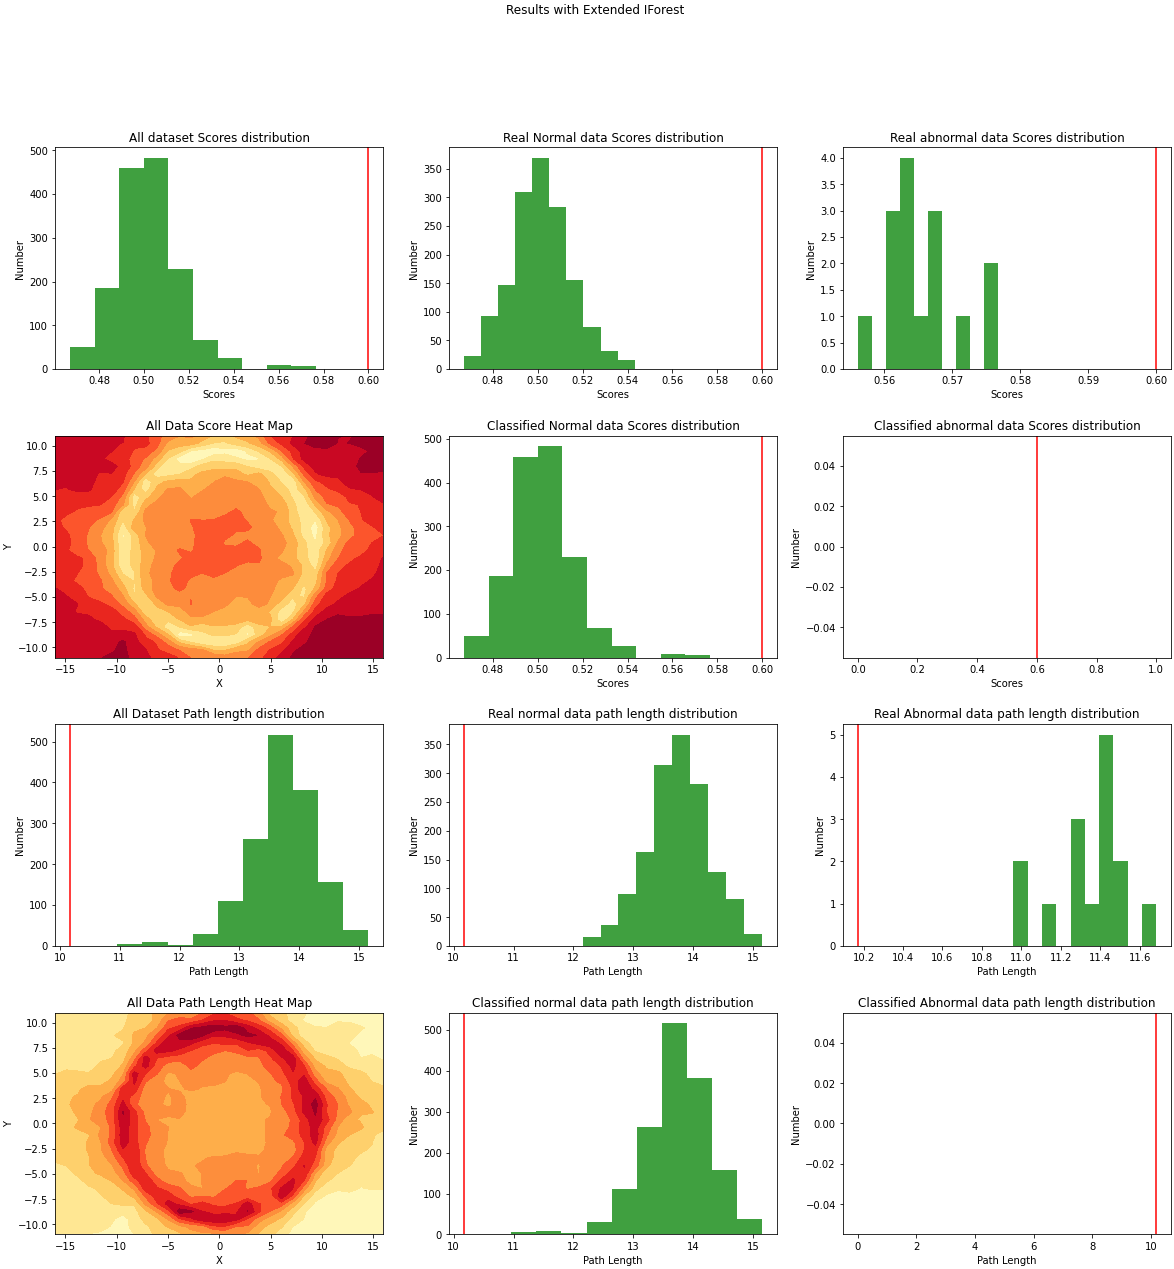 Results with Extended IForest
All dataset Scores distribution
Real Normal data Scores distribution
Real abnormal data Scores distribution
500
400
300
200
100
0
Number
0.48 0.50 0.52 0.54 0.56 0.58 0.60
Scores
350
300
250
200
150
100
50
0
Number
0.48 0.50 0.52 0.54 0.56 0.58 0.60
Scores
4.0
3.5
3.0
2.5
2.0
1.5
1.0
0.5
0.0
Number
0.56 0.57 0.58 0.59 0.60
Scores
All Data Score Heat Map
Classified Normal data Scores distribution
Classified abnormal data Scores distribution
10.0
7.5
5.0
2.5
0.0
−2.5
−5.0
−7.5
−10.0
Y
−15 −10 −5 0 5 10 15
X
500
400
300
200
100
0
Number
0.48 0.50 0.52 0.54 0.56 0.58 0.60
Scores
0.04
0.02
0.00
−0.02
−0.04
Number
0.0 0.2 0.4 0.6 0.8 1.0
Scores
All Dataset Path length distribution
Real normal data path length distribution
Real Abnormal data path length distribution
500
400
300
200
100
0
Number
10 11 12 13 14 15
Path Length
350
300
250
200
150
100
50
0
Number
10 11 12 13 14 15
Path Length
5
4
3
2
1
0
Number
10.2 10.4 10.6 10.8 11.0 11.2 11.4 11.6
Path Length
All Data Path Length Heat Map
Classified normal data path length distribution
Classified Abnormal data path length distribution
10.0
7.5
5.0
2.5
0.0
−2.5
−5.0
−7.5
−10.0
Y
−15 −10 −5 0 5 10 15
X
500
400
300
200
100
0
Number
10 11 12 13 14 15
Path Length
0.04
0.02
0.00
−0.02
−0.04
Number
0 2 4 6 8 10
Path Length